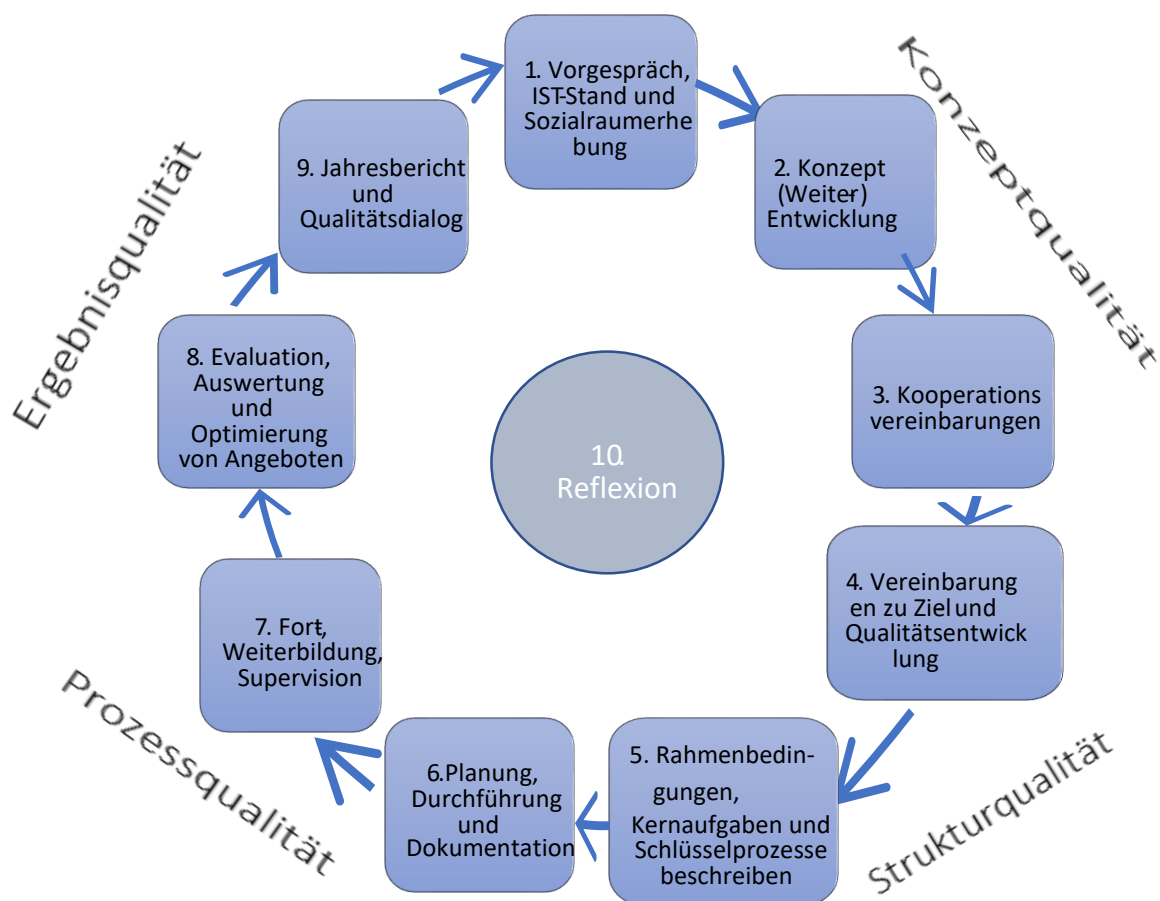 1. Vorgespräch,
IST-Stand und
Sozialraumerhe
bung
2. Konzept
(Weiter-)
Entwicklung
3. Kooperations
vereinbarungen
4. Vereinbarung
en zu Ziel und
Qualitätsentwick
lung
5. Rahmenbedin-
gungen,
Kernaufgaben und
Schlüsselprozesse
beschreiben
6.Planung,
Durchführung
und
Dokumentation
7. Fort-,
Weiterbildung,
Supervision
8. Evaluation,
Auswertung
und
Optimierung
von Angeboten
9. Jahresbericht
und
Qualitätsdialog
10.
Reflexion
Konzeptqualität
Strukturqualität
Prozessqualität
Ergebnisqualität